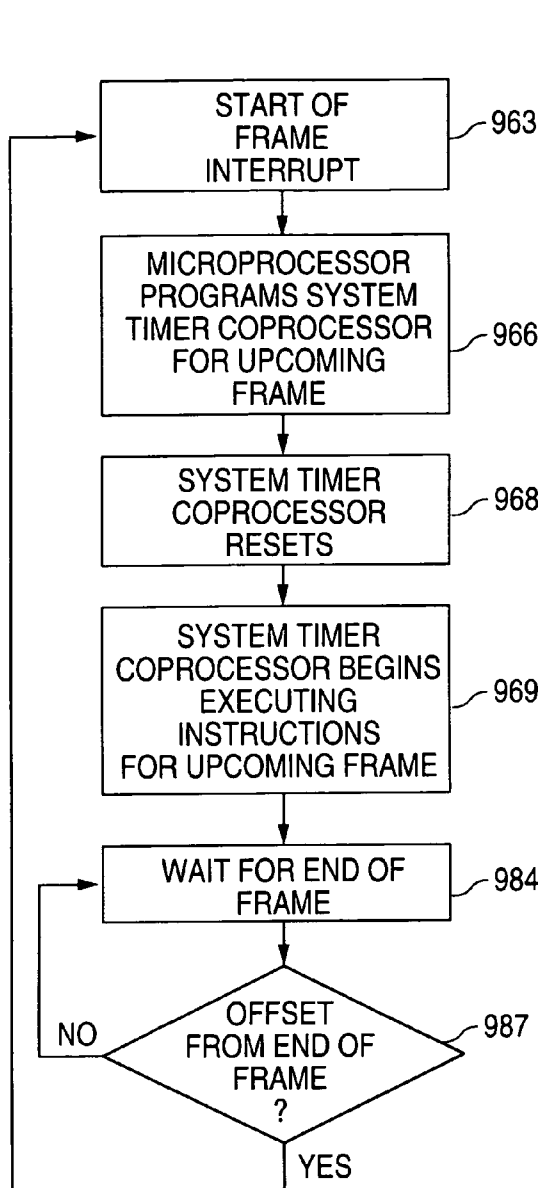 START OF
FRAME
INTERRUPT
963
MICROPROCESSOR
PROGRAMS SYSTEM
TIMER COPROCESSOR
FOR UPCOMING
FRAME
966
SYSTEM TIMER
COPROCESSOR
RESETS
968
SYSTEM TIMER
COPROCESSOR BEGINS
EXECUTING
INSTRUCTIONS
FOR UPCOMING FRAME
969
WAIT FOR END OF
FRAME
984
OFFSET
FROM END OF
FRAME
?
987
NO
YES